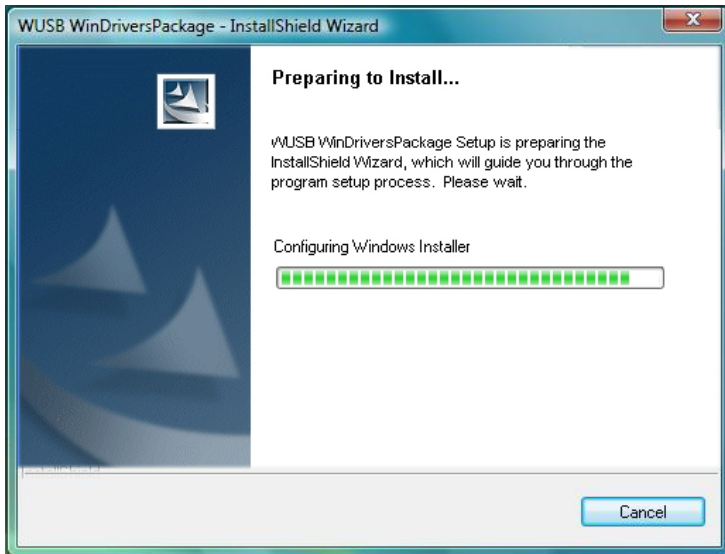 WUSB WinDriversPackage - InstallShield Wizard
Preparing to Install...
WUSB WinDriversPackage Setup is preparing the
InstallShield Wizard, which will guide you through the
program setup process. Please wait.
Configuring Windows Installer
InstallShield
Cancel